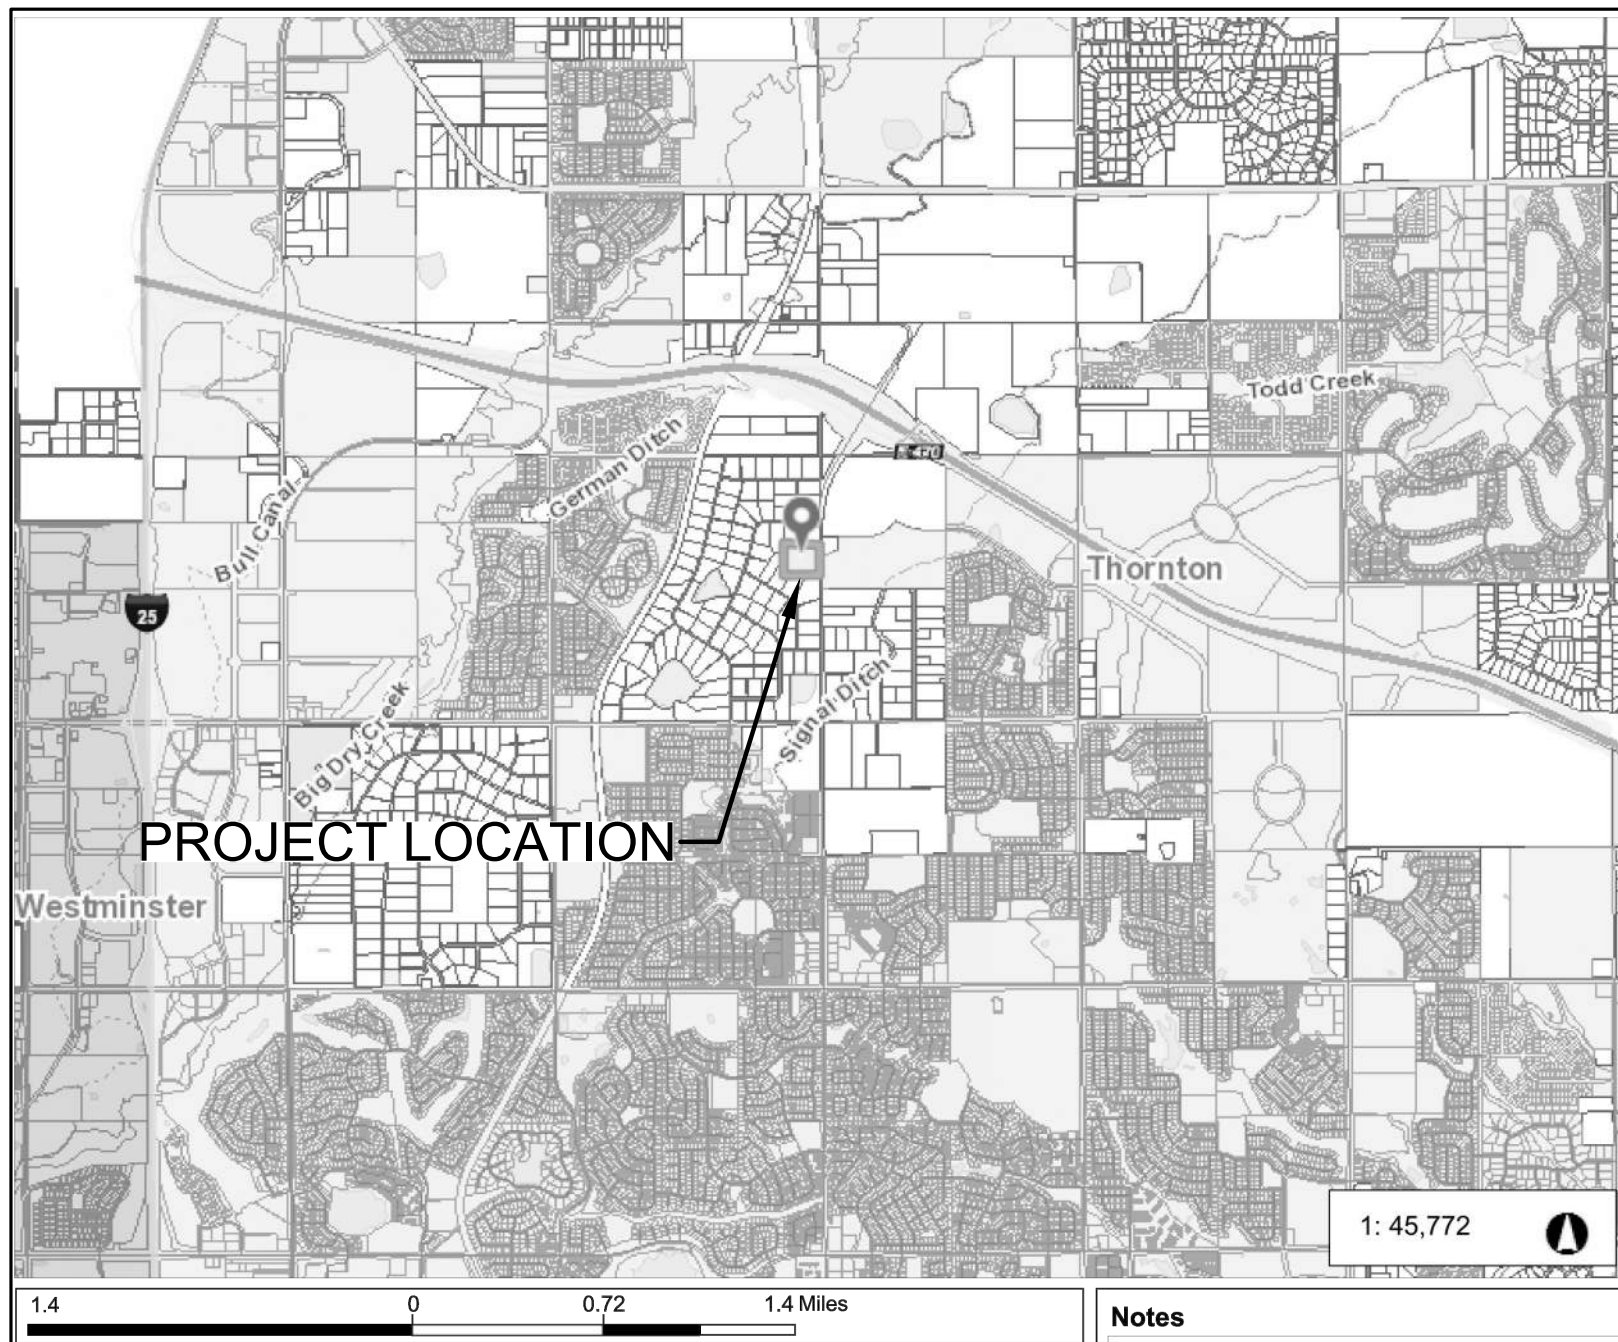 Todd Creek
German Ditch
E-470
Bull Canal
Thornton
25
Signal Ditch
Big Dry Creek
PROJECT LOCATION
Westminster
1: 45,772
1.4 0 0.72 1.4 Miles
Notes